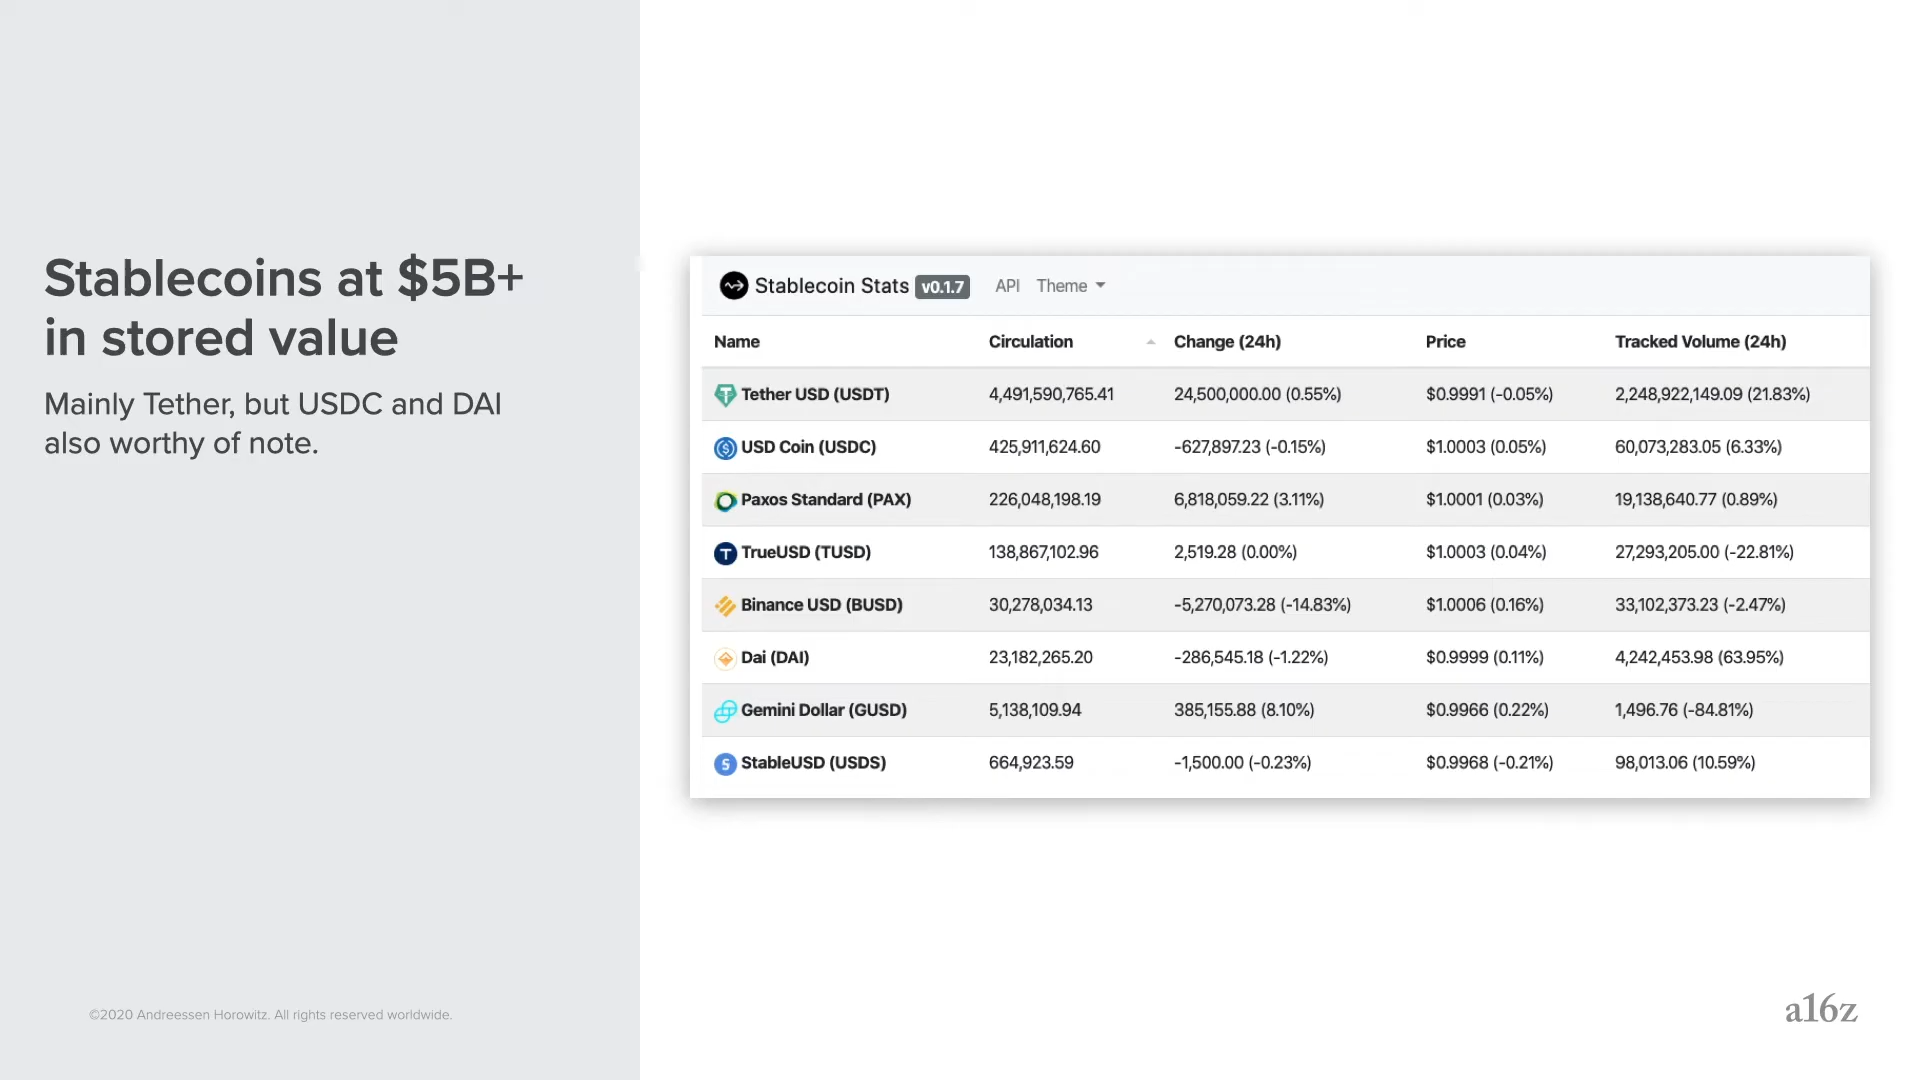 Stablecoins at $5B+
in stored value
Mainly Tether, but USDC and DAI
also worthy of note.
Stablecoin Stats v0.1.7 API Theme
Name Circulation Change (24h) Price Tracked Volume (24h)
Tether USD (USDT) 4,491,590,765.41 24,500,000.00 (0.55%) $0.9991 (-0.05%) 2,248,922,149.09 (21.83%)
USD Coin (USDC) 425,911,624.60 -627,897.23 (-0.15%) $1.0003 (0.05%) 60,073,283.05 (6.33%)
Paxos Standard (PAX) 226,048,198.19 6,818,059.22 (3.11%) $1.0001 (0.03%) 19,138,640.77 (0.89%)
TrueUSD (TUSD) 138,867,102.96 2,519.28 (0.00%) $1.0003 (0.04%) 27,293,205.00 (-22.81%)
Binance USD (BUSD) 30,278,034.13 -5,270,073.28 (-14.83%) $1.0006 (0.16%) 33,102,373.23 (-2.47%)
Dai (DAI) 23,182,265.20 -286,545.18 (-1.22%) $0.9999 (0.11%) 4,242,453.98 (63.95%)
Gemini Dollar (GUSD) 5,138,109.94 385,155.88 (8.10%) $0.9966 (0.22%) 1,496.76 (-84.81%)
StableUSD (USDS) 664,923.59 -1,500.00 (-0.23%) $0.9968 (-0.21%) 98,013.06 (10.59%)
©2020 Andreessen Horowitz. All rights reserved worldwide.
a16z